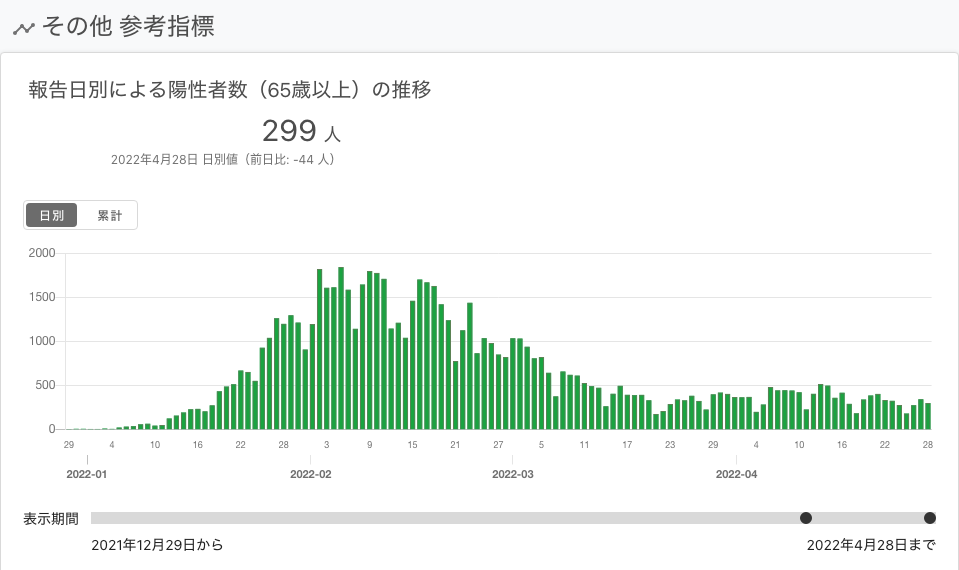 その他 参考指標
報告日別による陽性者数（65歳以上）の推移
299 人
2022年4月28日 日別値（前日比: -44 人）
日別 累計
2000
1500
1000
500
0
29 4 10 16 22 28 3 9 15 21 27 5 11 17 23 29 4 10 16 22 28
2022-01 2022-02 2022-03 2022-04
表示期間
2021年12月29日から 2022年4月28日まで